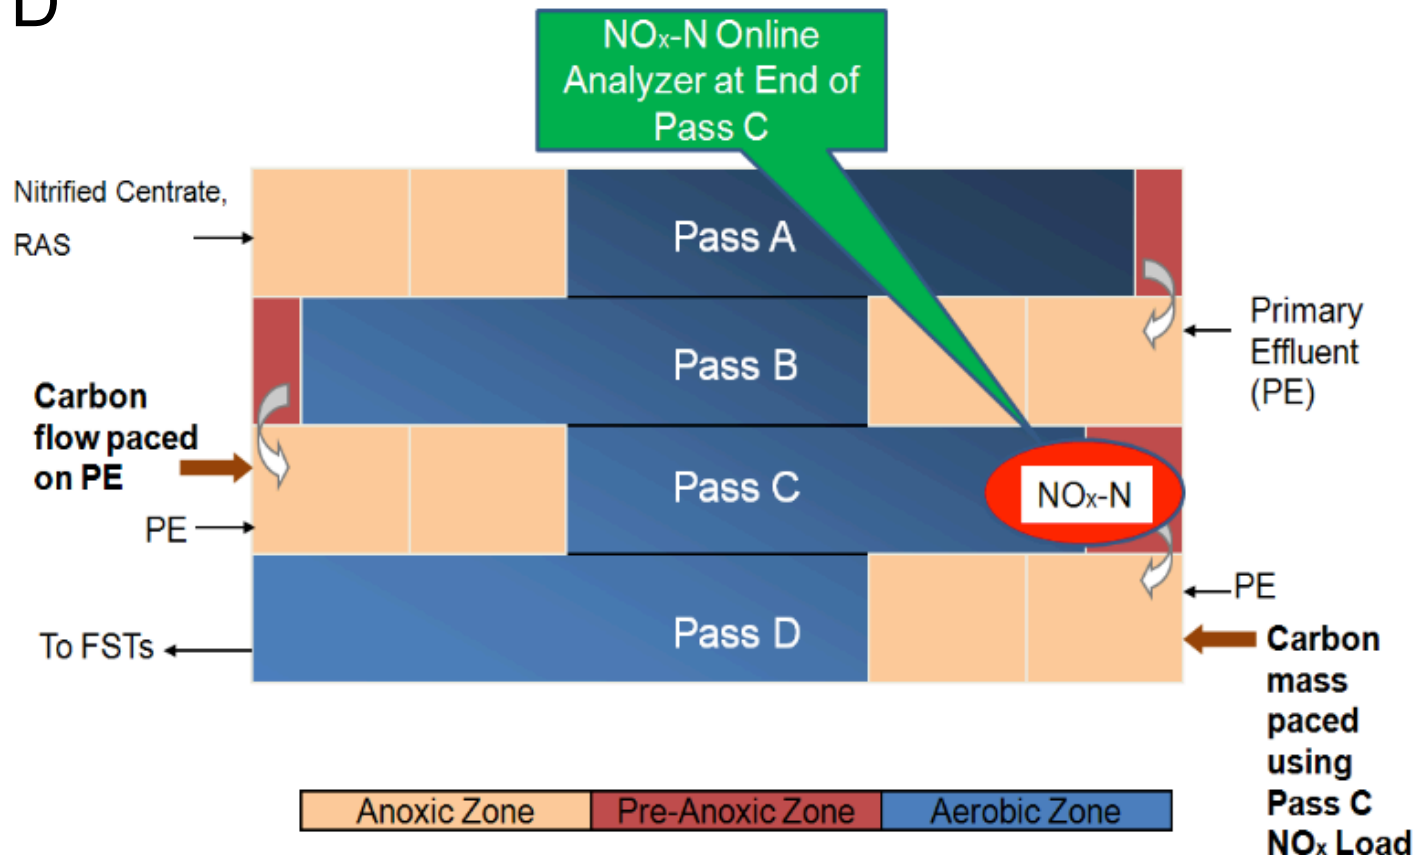 D
NOx-N Online
Analyzer at End of
Pass C
Nitrified Centrate,
RAS
Pass A
Primary
Effluent
(PE)
Pass B
Carbon
flow paced
on PE
PE
Pass C
NOx-N
PE
Pass D
To FSTs
Carbon
mass
paced
using
Pass C
NOx Load
Anoxic Zone
Pre-Anoxic Zone
Aerobic Zone